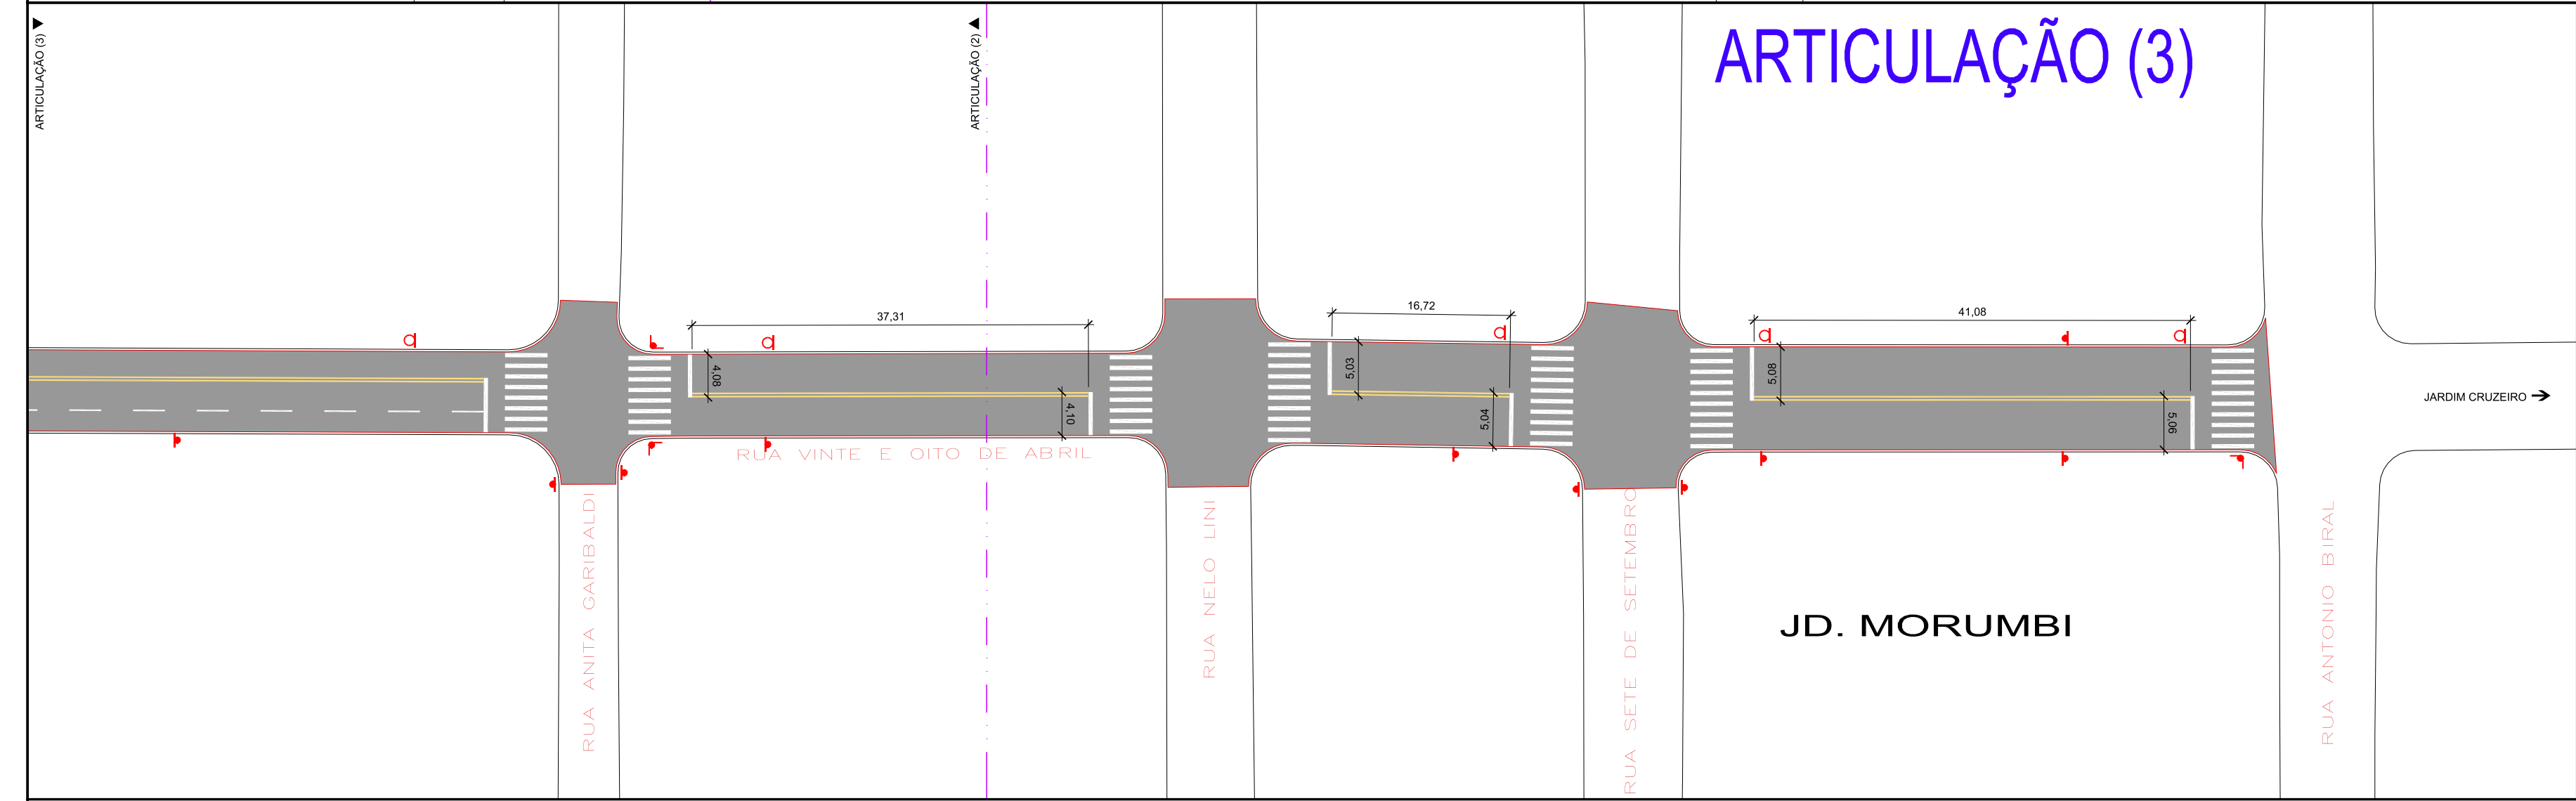 ARTICULAÇÃO (3)
ARTICULAÇÃO (2)
ARTICULAÇÃO (3)
37,31
16,72
41,08
4,08
4,10
5,03
5,04
5,08
5,06
JARDIM CRUZEIRO
RUA VINTE E OITO DE ABRIL
RUA ANITA GARIBALDI
RUA NELO LINI
RUA SETE DE SETEMBRO
RUA ANTONIO BIRAL
JD. MORUMBI